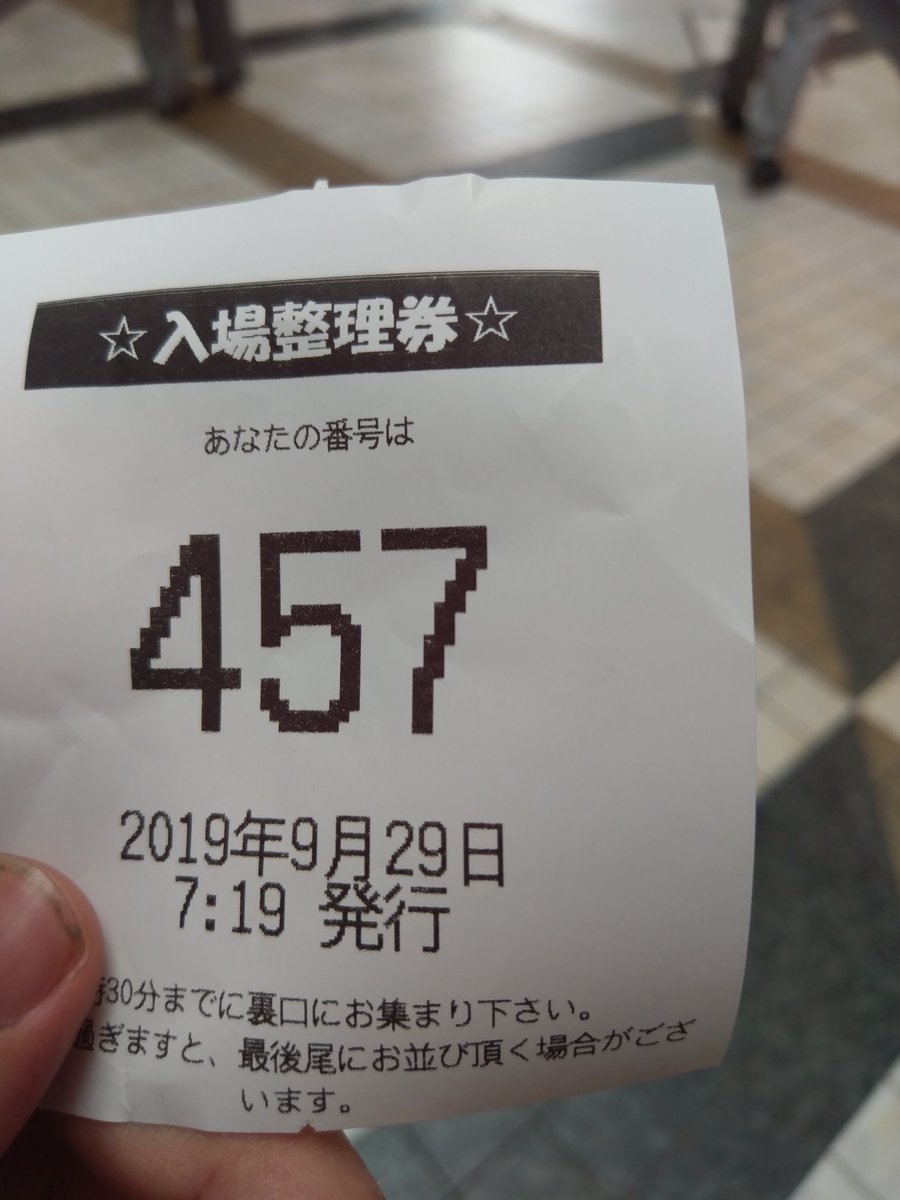 ☆入場整理券☆
あなたの番号は
457
2019年9月29日
7:19 発行
時30分までに裏口にお集まり下さい。
過ぎますと、最後尾にお並び頂く場合がござ
います。